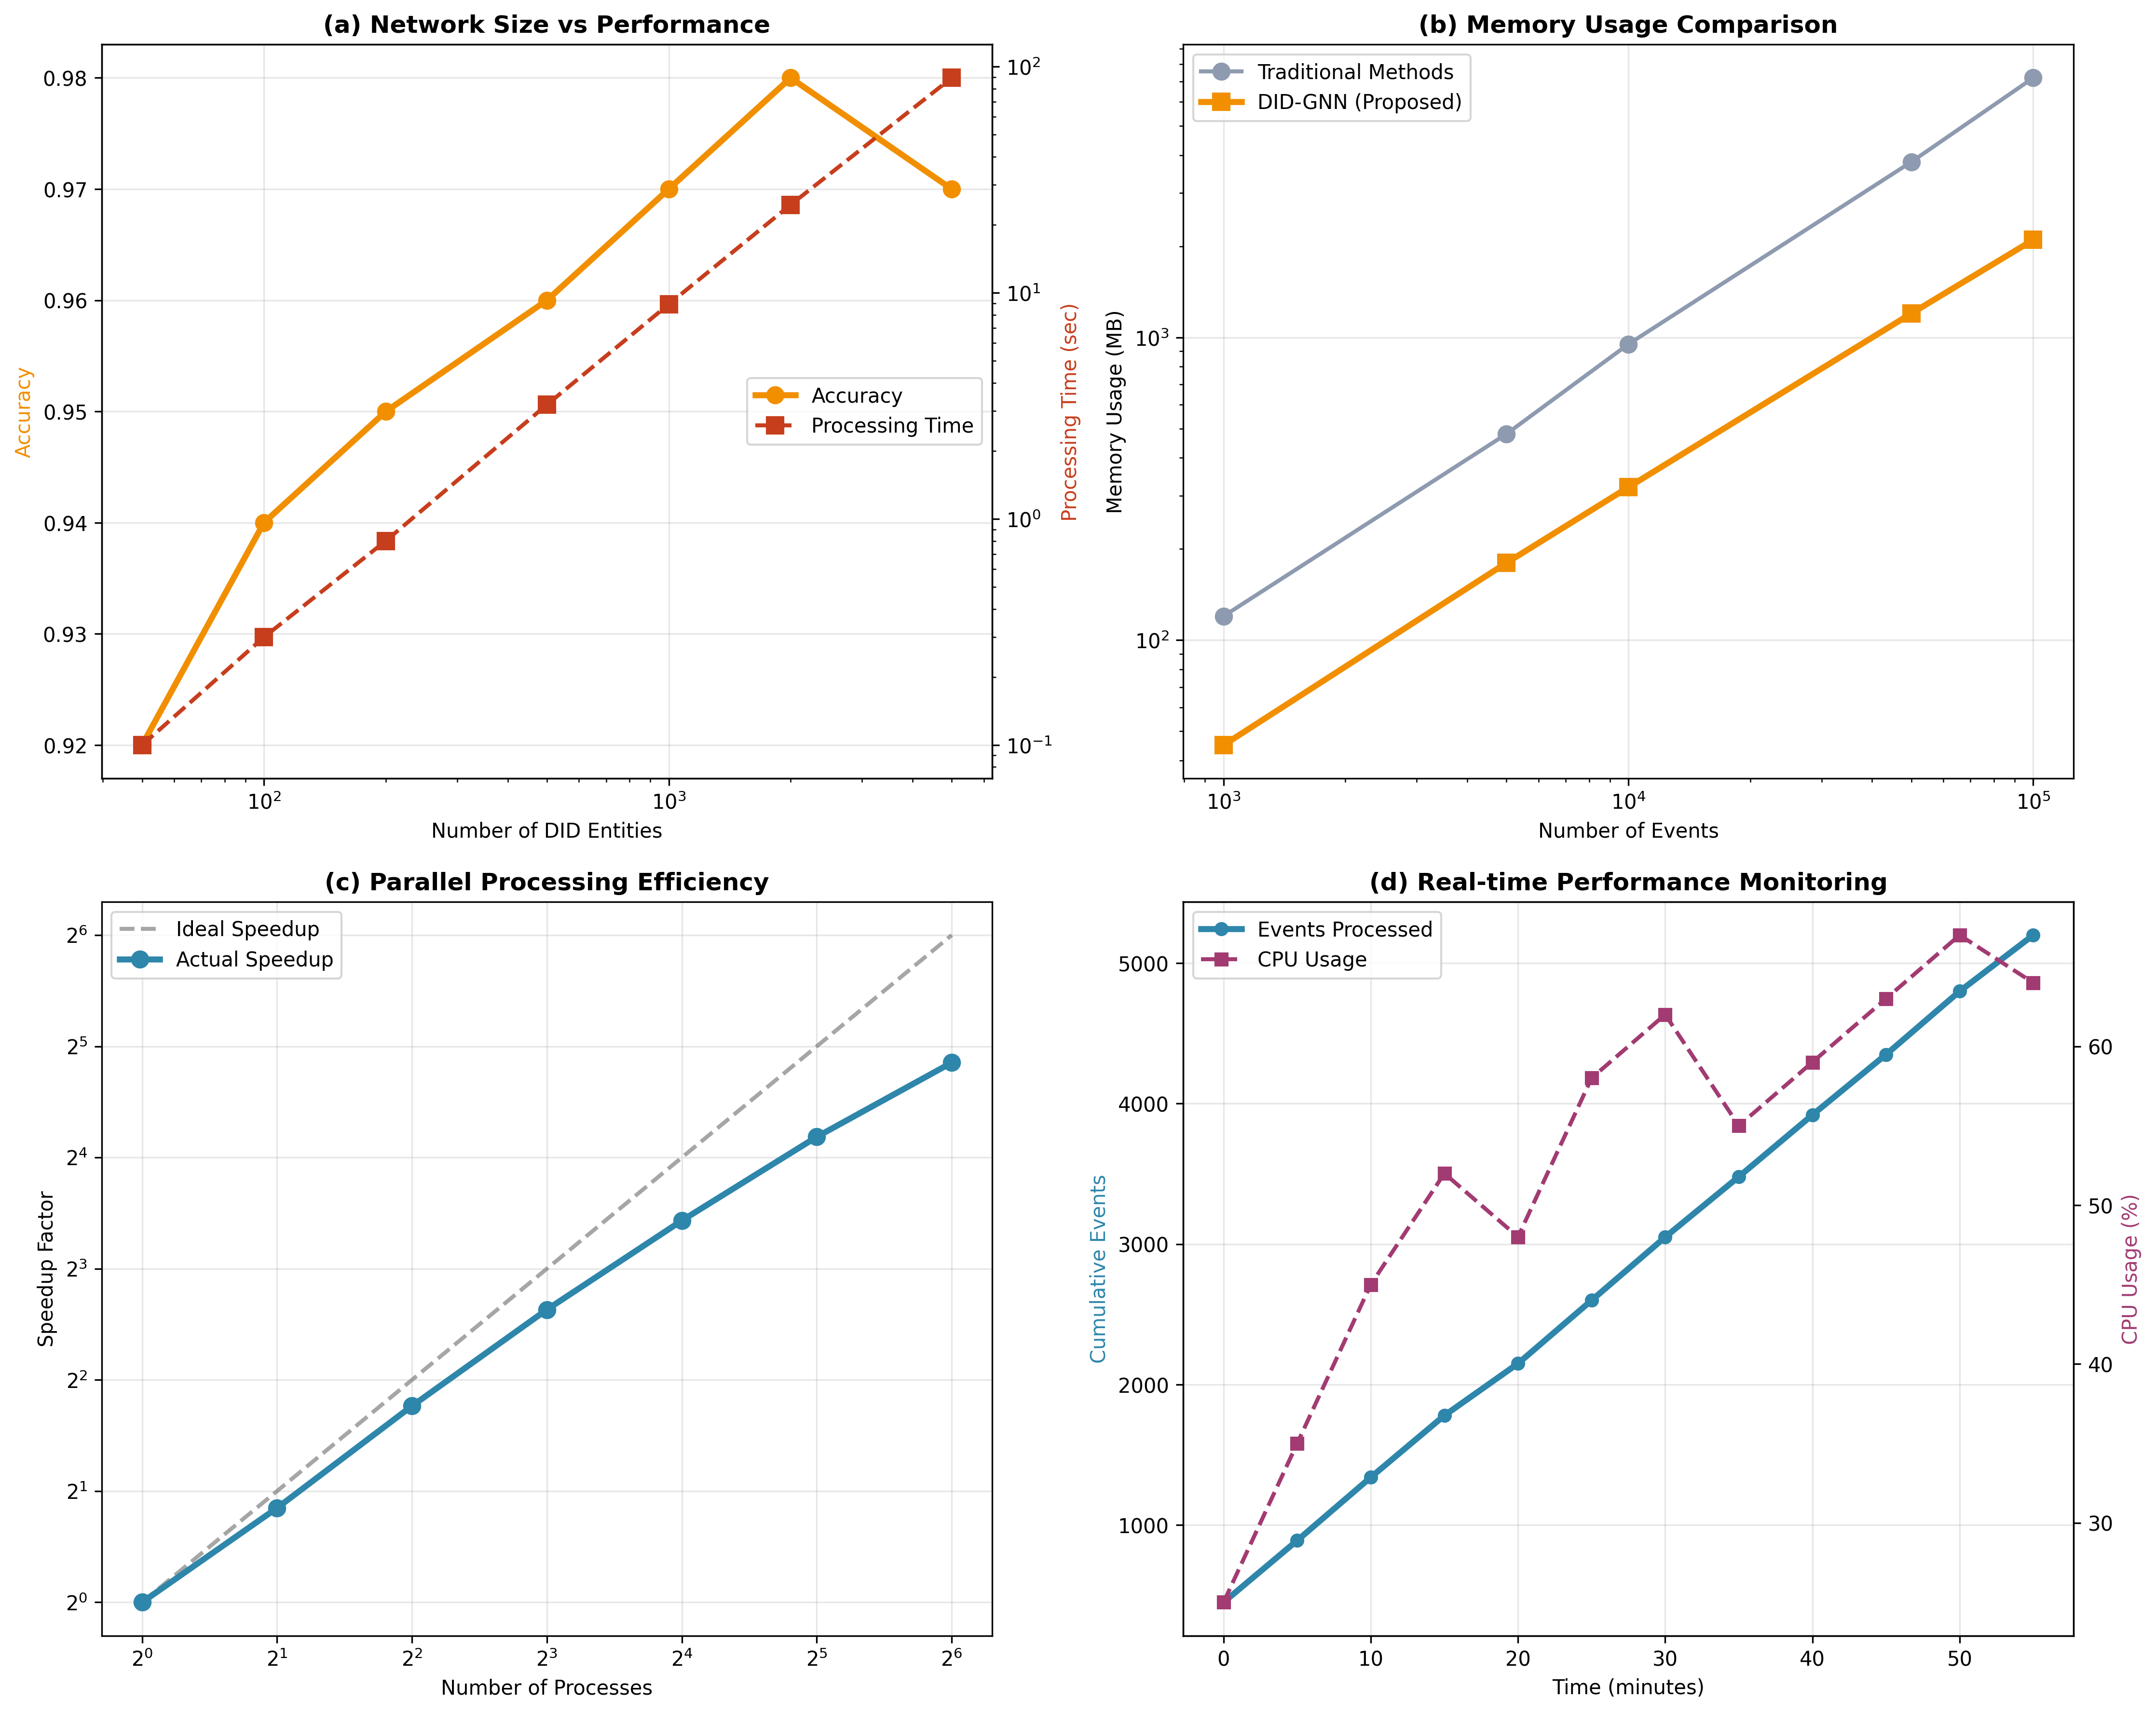 (a) Network Size vs Performance
0.98
0.97
0.96
0.95
0.94
0.93
0.92
Accuracy
10²
10¹
10⁰
10⁻¹
Processing Time (sec)
Accuracy
Processing Time
10²
10³
Number of DID Entities
(b) Memory Usage Comparison
Traditional Methods
DID-GNN (Proposed)
10³
10²
Memory Usage (MB)
10³
10⁴
10⁵
Number of Events
(c) Parallel Processing Efficiency
Ideal Speedup
Actual Speedup
2⁶
2⁵
2⁴
2³
2²
2¹
2⁰
Speedup Factor
2⁰
2¹
2²
2³
2⁴
2⁵
2⁶
Number of Processes
(d) Real-time Performance Monitoring
Events Processed
CPU Usage
5000
4000
3000
2000
1000
Cumulative Events
60
50
40
30
CPU Usage (%)
0
10
20
30
40
50
Time (minutes)